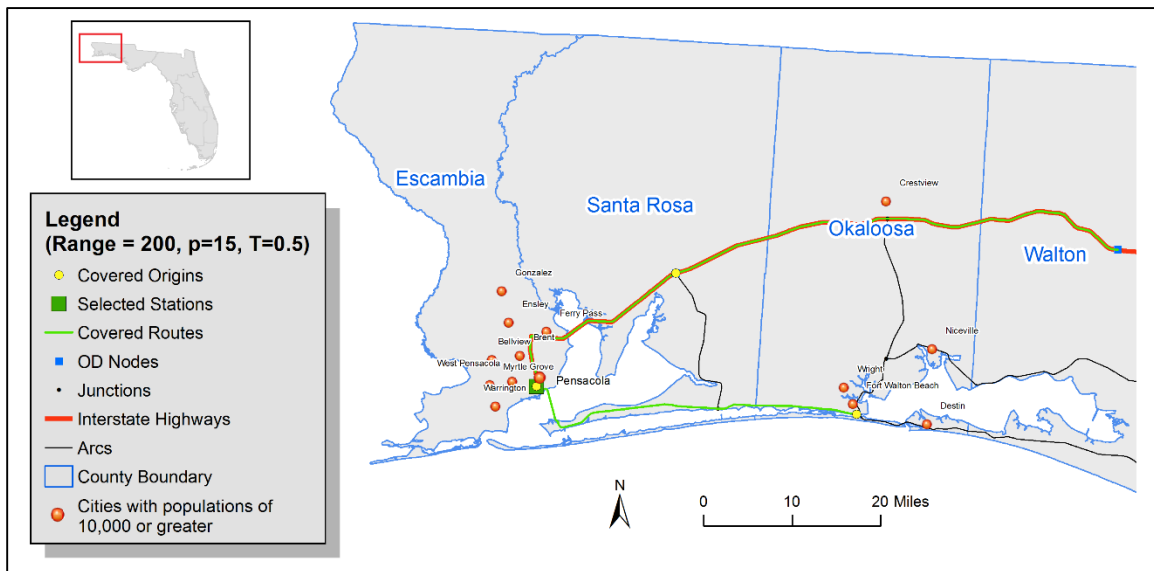 Legend
(Range = 200, p=15, T=0.5)
Covered Origins
Selected Stations
Covered Routes
OD Nodes
Junctions
Interstate Highways
Arcs
County Boundary
Cities with populations of
10,000 or greater
Escambia
Santa Rosa
Okaloosa
Walton
Crestview
Gonzalez
Ensley
Ferry Pass
Brent
Bellview
West Pensacola
Myrtle Grove
Warrington
Pensacola
Niceville
Wright
Fort Walton Beach
Destin
N
0 10 20 Miles